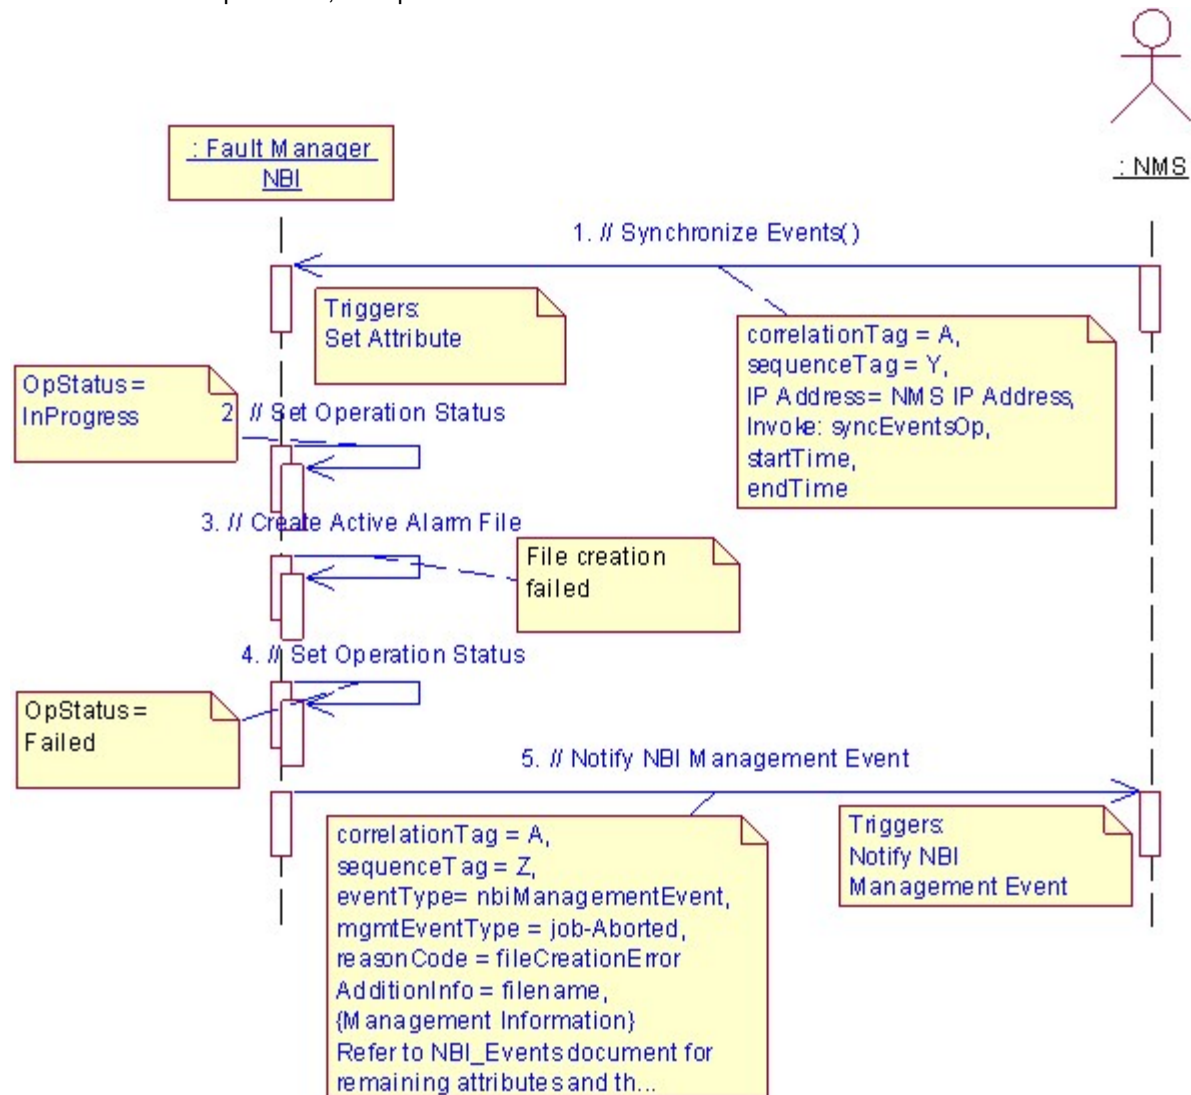 : Fault Manager
NBI
: NMS
1. // Synchronize Events()
Triggers:
Set Attribute
correlationTag = A,
sequenceTag = Y,
IP Address= NMS IP Address,
Invoke: syncEventsOp,
startTime,
endTime
OpStatus=
InProgress
2. // Set Operation Status
3. // Create Active Alarm File
File creation
failed
4. // Set Operation Status
OpStatus=
Failed
5. // Notify NBI Management Event
correlationTag = A,
sequenceTag = Z,
eventType= nbiManagementEvent,
mgmtEventType = job-Aborted,
reasonCode = fileCreationError
AdditionInfo = filename,
{Management Information}
Refer to NBI_Events document for
remaining attributes and th...
Triggers:
Notify NBI
Management Event